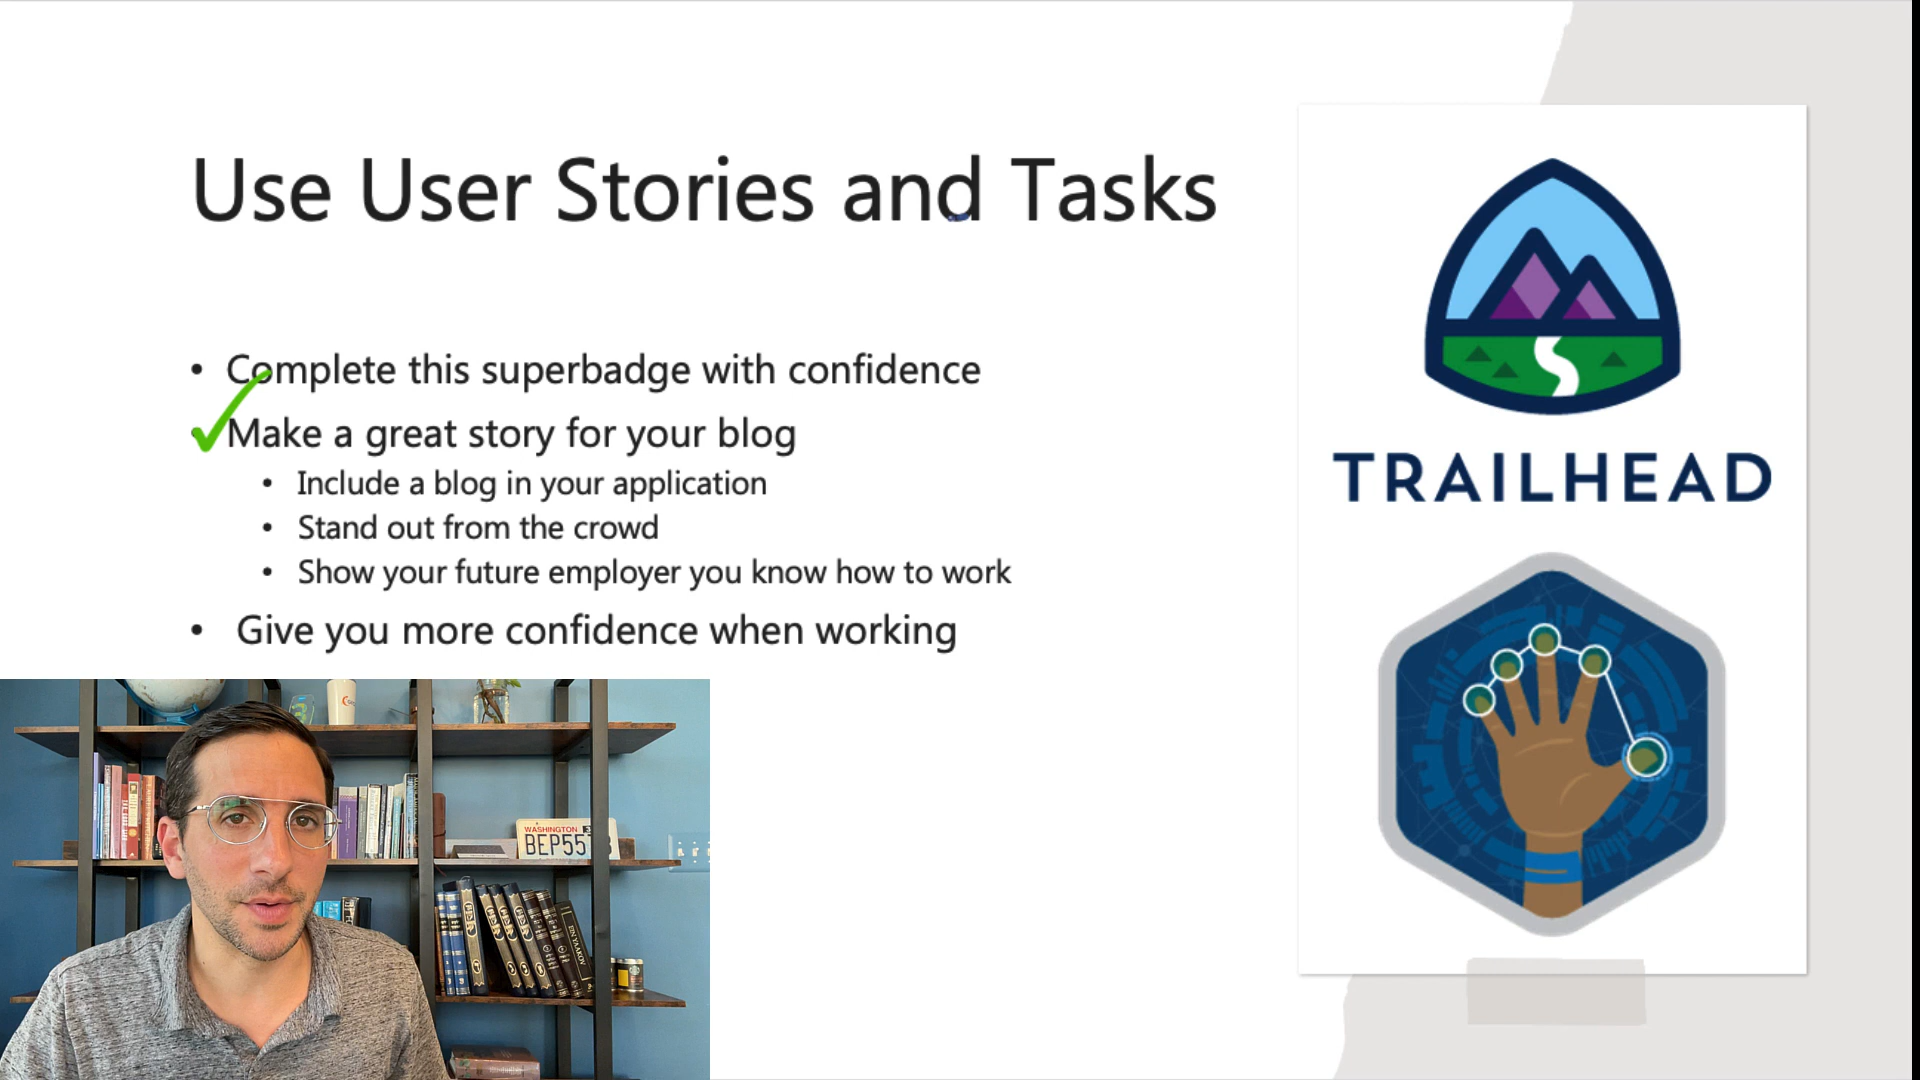 Use User Stories and Tasks
• Complete this superbadge with confidence
Make a great story for your blog
• Include a blog in your application
• Stand out from the crowd
• Show your future employer you know how to work
• Give you more confidence when working
TRAILHEAD
WASHINGTON
BEP55
EIN YAAKOV